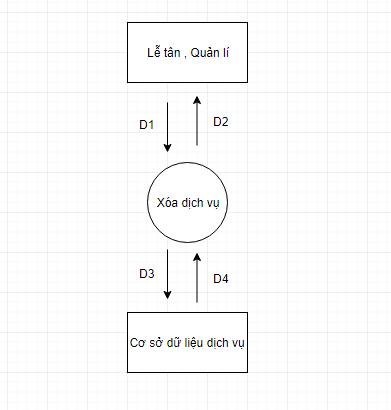 Lễ tân , Quản lí
D1
D2
Xóa dịch vụ
D3
D4
Cơ sở dữ liệu dịch vụ